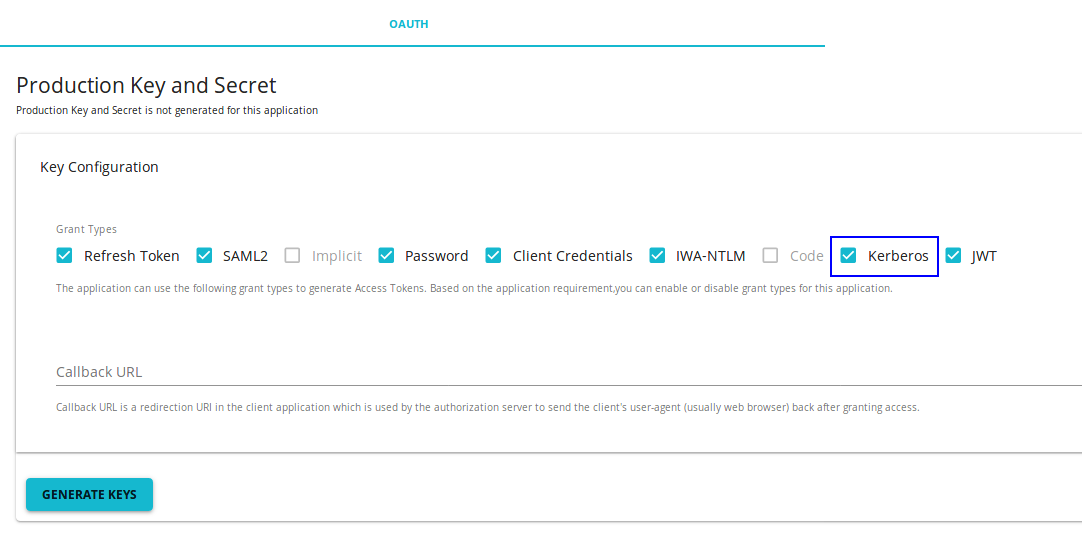 OAUTH
Production Key and Secret
Production Key and Secret is not generated for this application
Key Configuration
Grant Types
Refresh Token SAML2 Implicit Password Client Credentials IWA-NTLM Code Kerberos JWT
The application can use the following grant types to generate Access Tokens. Based on the application requirement,you can enable or disable grant types for this application.
Callback URL
Callback URL is a redirection URI in the client application which is used by the authorization server to send the client's user-agent (usually web browser) back after granting access.
GENERATE KEYS